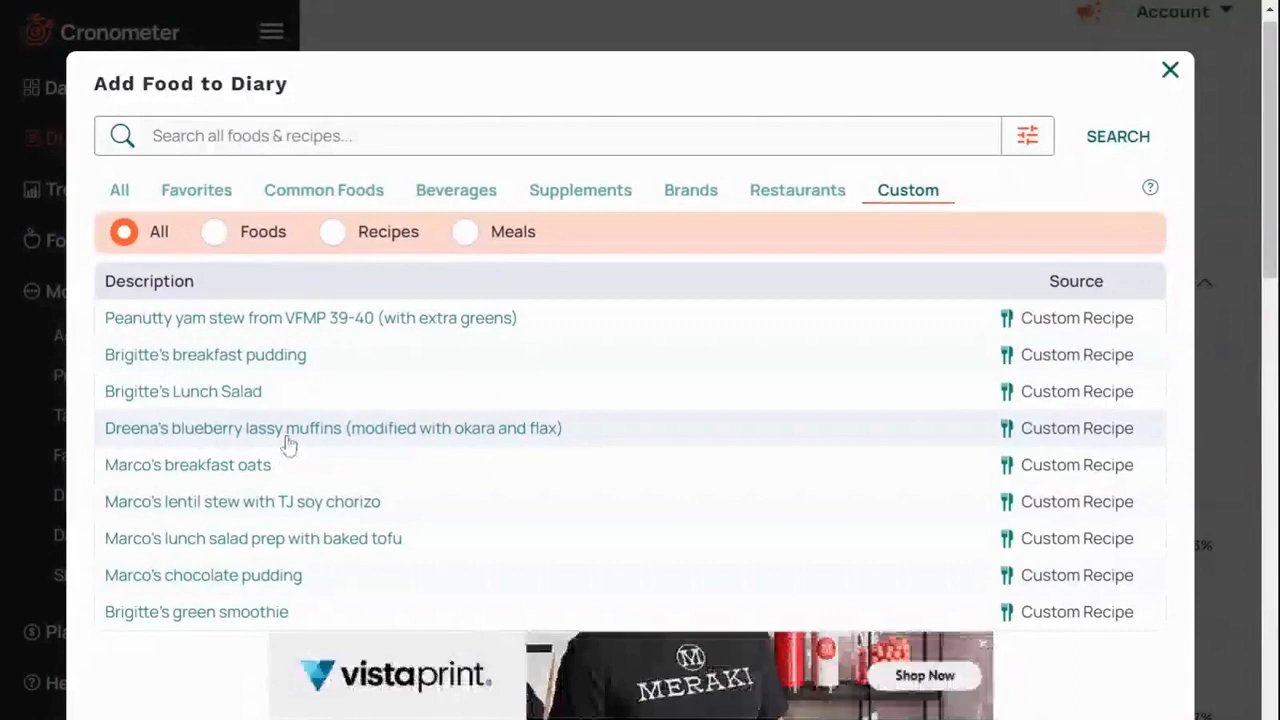 Cronometer
Account
Add Food to Diary
Search all foods & recipes...
SEARCH
All Favorites Common Foods Beverages Supplements Brands Restaurants Custom
All Foods Recipes Meals
Description Source
Peanutty yam stew from VFMP 39-40 (with extra greens) Custom Recipe
Brigitte's breakfast pudding Custom Recipe
Brigitte's Lunch Salad Custom Recipe
Dreena's blueberry lassy muffins (modified with okara and flax) Custom Recipe
Marco's breakfast oats Custom Recipe
Marco's lentil stew with TJ soy chorizo Custom Recipe
Marco's lunch salad prep with baked tofu Custom Recipe
Marco's chocolate pudding Custom Recipe
Brigitte's green smoothie Custom Recipe
vistaprint.
M
MERAKI
Shop Now